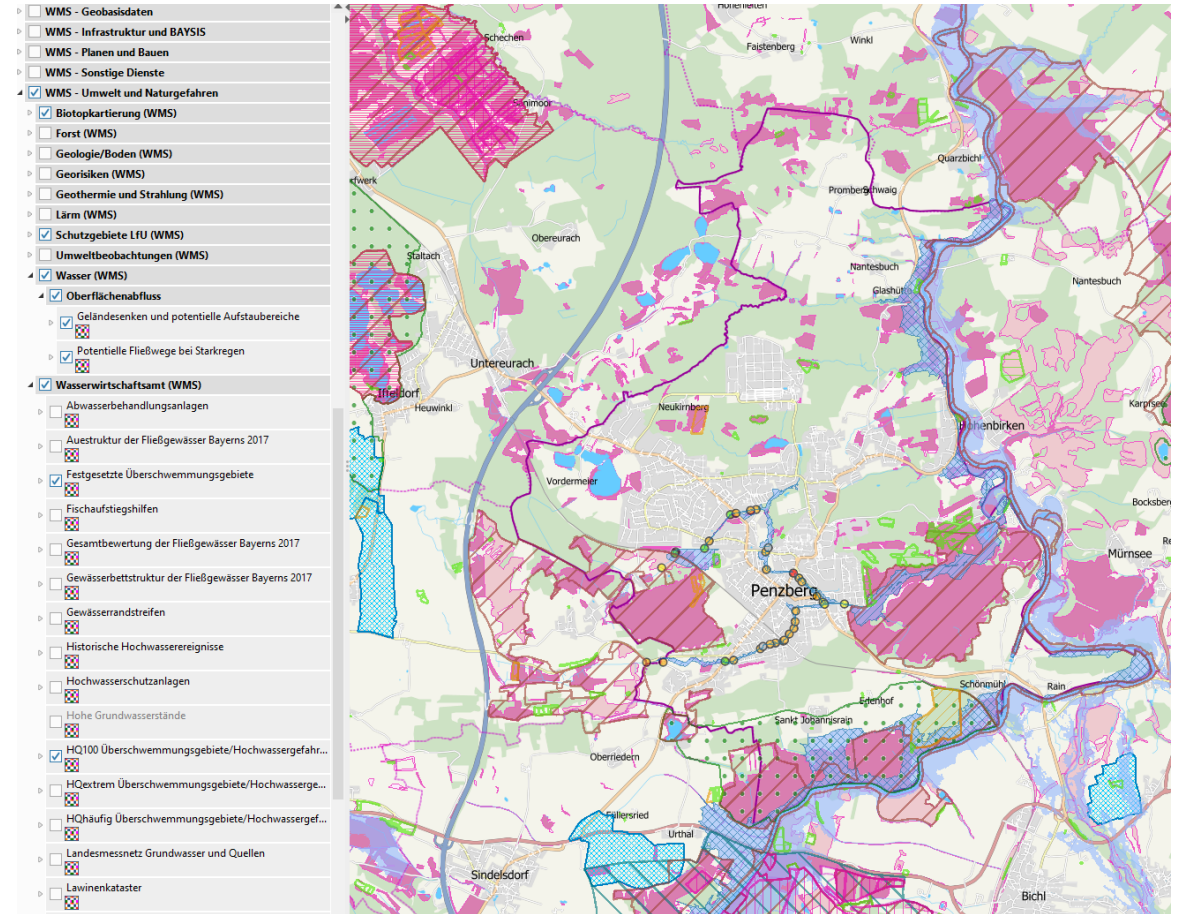 WMS - Geobasisdaten
WMS - Infrastruktur und BAYSIS
WMS - Planen und Bauen
WMS - Sonstige Dienste
WMS - Umwelt und Naturgefahren
Biotopkartierung (WMS)
Forst (WMS)
Geologie/Boden (WMS)
Georisiken (WMS)
Geothermie und Strahlung (WMS)
Lärm (WMS)
Schutzgebiete LfU (WMS)
Umweltbeobachtungen (WMS)
Wasser (WMS)
Oberflächenabfluss
Geländesenken und potentielle Aufstaubereiche
Potentielle Fließwege bei Starkregen
Wasserwirtschaftsamt (WMS)
Abwasserbehandlungsanlagen
Auestruktur der Fließgewässer Bayerns 2017
Festgesetzte Überschwemmungsgebiete
Fischaufstiegshilfen
Gesamtbewertung der Fließgewässer Bayerns 2017
Gewässerbettstruktur der Fließgewässer Bayerns 2017
Gewässerrandstreifen
Historische Hochwasserereignisse
Hochwasserschutzanlagen
Hohe Grundwasserstände
HQ100 Überschwemmungsgebiete/Hochwassergefahr...
HQextrem Überschwemmungsgebiete/Hochwasserge...
HQhäufig Überschwemmungsgebiete/Hochwassergef...
Landesmessnetz Grundwasser und Quellen
Lawinenkataster
Schechen
Faistenberg
Winkl
Sanimoor
Quarzbichl
Promberg
Schwaig
Obereurach
Staltach
Nantesbuch
Nantesbuch
Glashütte
Untereurach
Iffeldorf
Heuwinkl
Neukirnberg
Karpfsee
Hohenbirken
Vordermeier
Bocksberg
Mürnsee
Penzberg
Schönmühl
Rain
Edenhof
Sankt Johannisrain
Oberriedern
Füllersried
Urthal
Sindelsdorf
Bichl